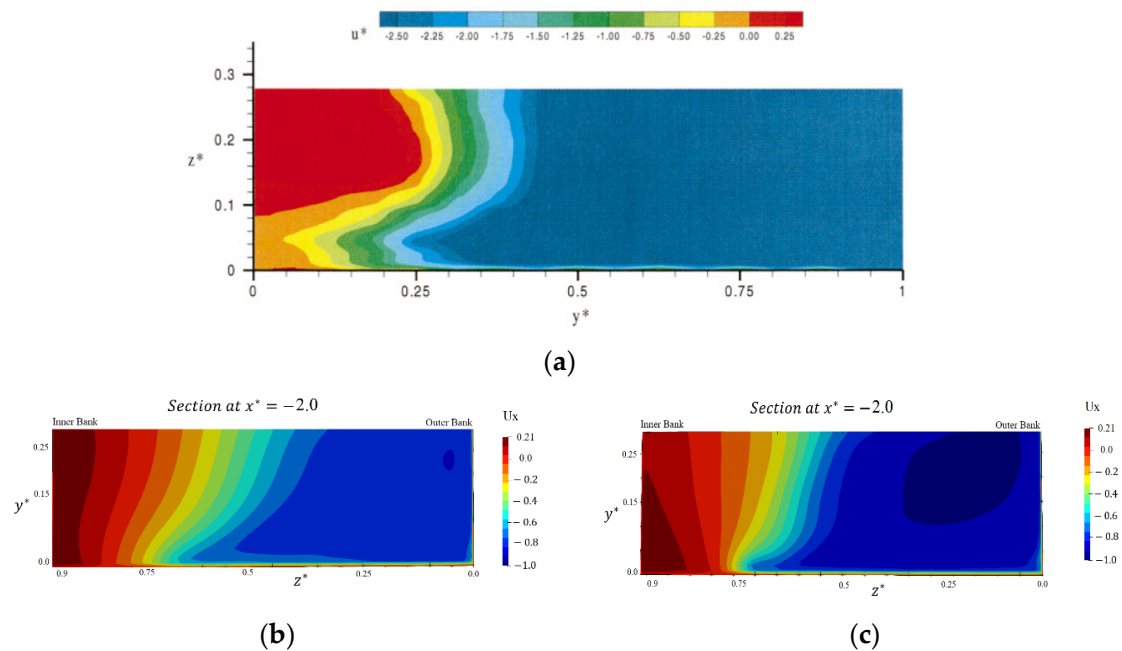 u*
-2.50 -2.25 -2.00 -1.75 -1.50 -1.25 -1.00 -0.75 -0.50 -0.25 0.00 0.25
0.3
0.2
z*
0.1
0
0 0.25 0.5 0.75 1
y*
(a)
Section at x* = −2.0
Inner Bank
Outer Bank
Ux
0.21
− 0.0
− 0.2
− 0.4
− 0.6
− 0.8
− 1.0
0.25
0.15
y*
0.0
0.9 0.75 0.5 0.25 0.0
z*
(b)
Section at x* = −2.0
Inner Bank
Outer Bank
Ux
0.21
− 0.0
− 0.2
− 0.4
− 0.6
− 0.8
−1.0
0.25
0.15
y*
0.0
0.9 0.75 0.5 0.25 0.0
z*
(c)